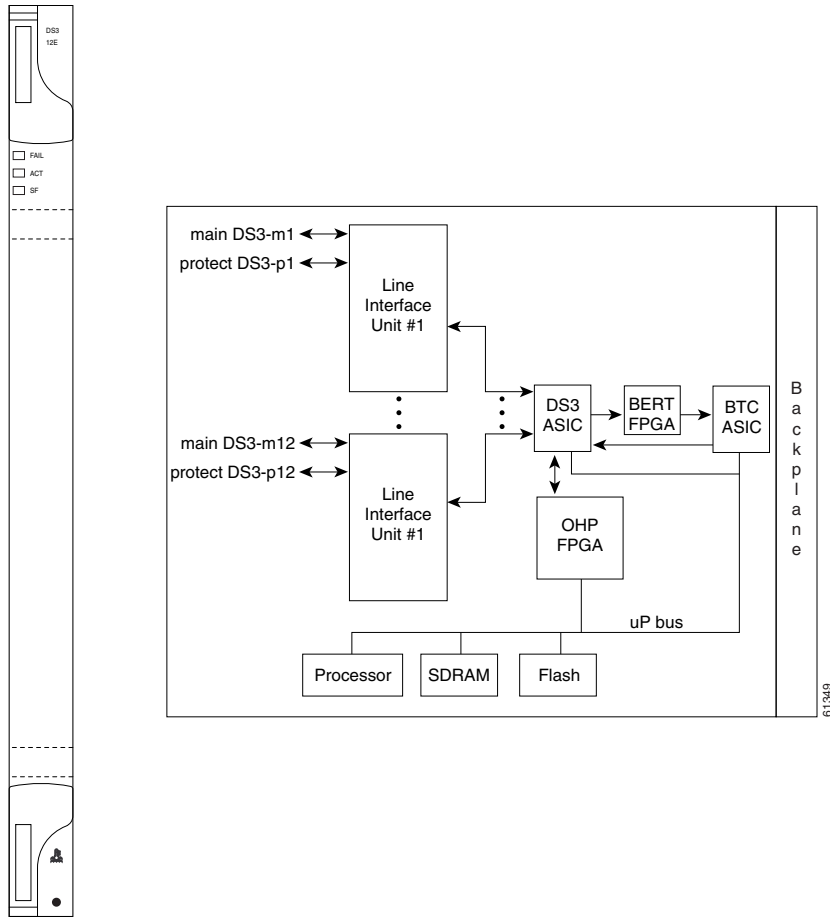 DS3
12E
FAIL
ACT
SF
main DS3-m1
protect DS3-p1
Line
Interface
Unit #1
main DS3-m12
protect DS3-p12
Line
Interface
Unit #1
DS3
ASIC
BERT
FPGA
BTC
ASIC
OHP
FPGA
uP bus
Processor
SDRAM
Flash
Backplane
61349